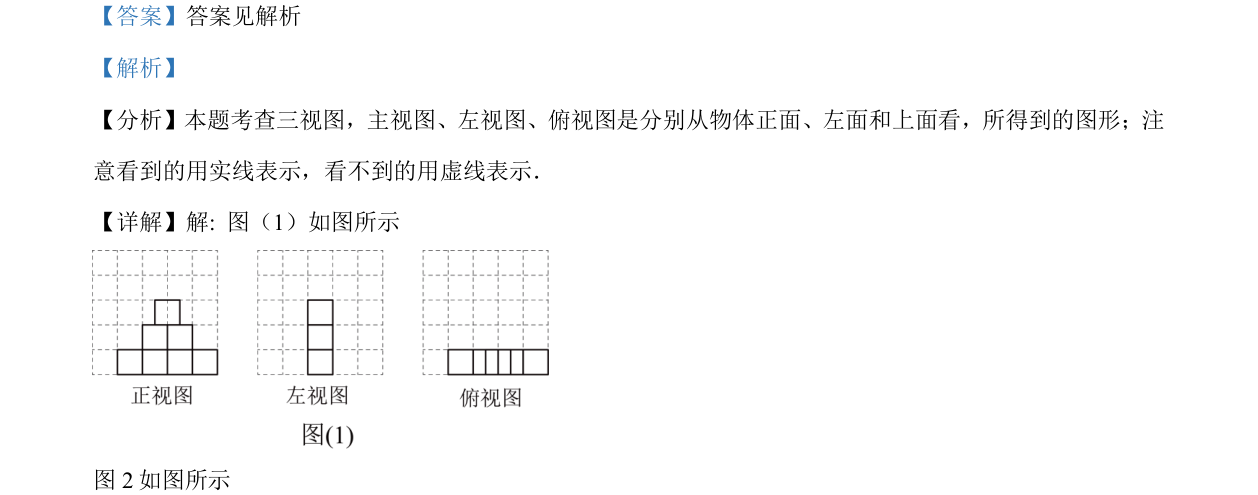 【答案】答案见解析
【解析】
【分析】本题考查三视图，主视图、左视图、俯视图是分别从物体正面、左面和上面看，所得到的图形；注
意看到的用实线表示，看不到的用虚线表示．
【详解】解: 图（1）如图所示
正视图 左视图 俯视图
图(1)
图 2 如图所示